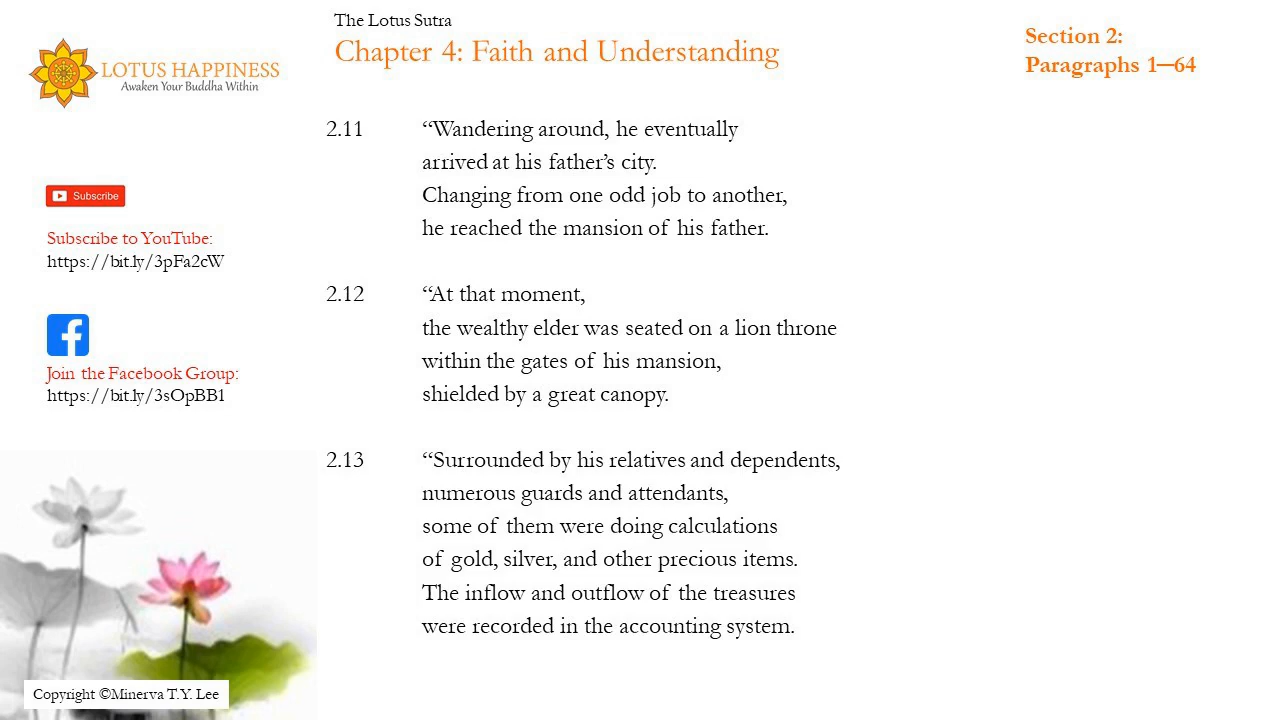 The Lotus Sutra
Chapter 4: Faith and Understanding
Section 2:
Paragraphs 1—64
LOTUS HAPPINESS
Awaken Your Buddha Within
Subscribe
Subscribe to YouTube:
https://bit.ly/3pFa2cW
Join the Facebook Group:
https://bit.ly/3sOpBB1
2.11 “Wandering around, he eventually
arrived at his father’s city.
Changing from one odd job to another,
he reached the mansion of his father.
2.12 “At that moment,
the wealthy elder was seated on a lion throne
within the gates of his mansion,
shielded by a great canopy.
2.13 “Surrounded by his relatives and dependents,
numerous guards and attendants,
some of them were doing calculations
of gold, silver, and other precious items.
The inflow and outflow of the treasures
were recorded in the accounting system.
Copyright ©Minerva T.Y. Lee